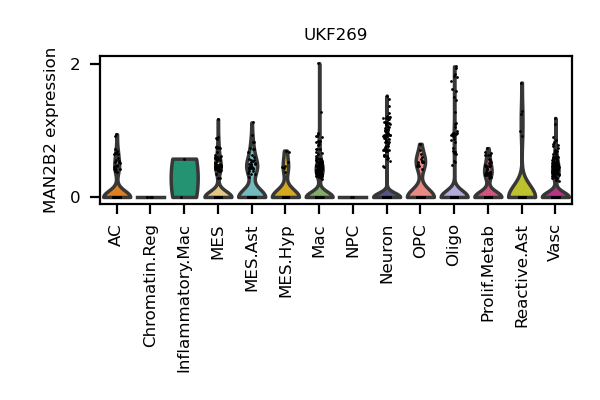 UKF269
MAN2B2 expression
2
0
AC
Chromatin.Reg
Inflammatory.Mac
MES
MES.Ast
MES.Hyp
Mac
NPC
Neuron
OPC
Oligo
Prolif.Metab
Reactive.Ast
Vasc